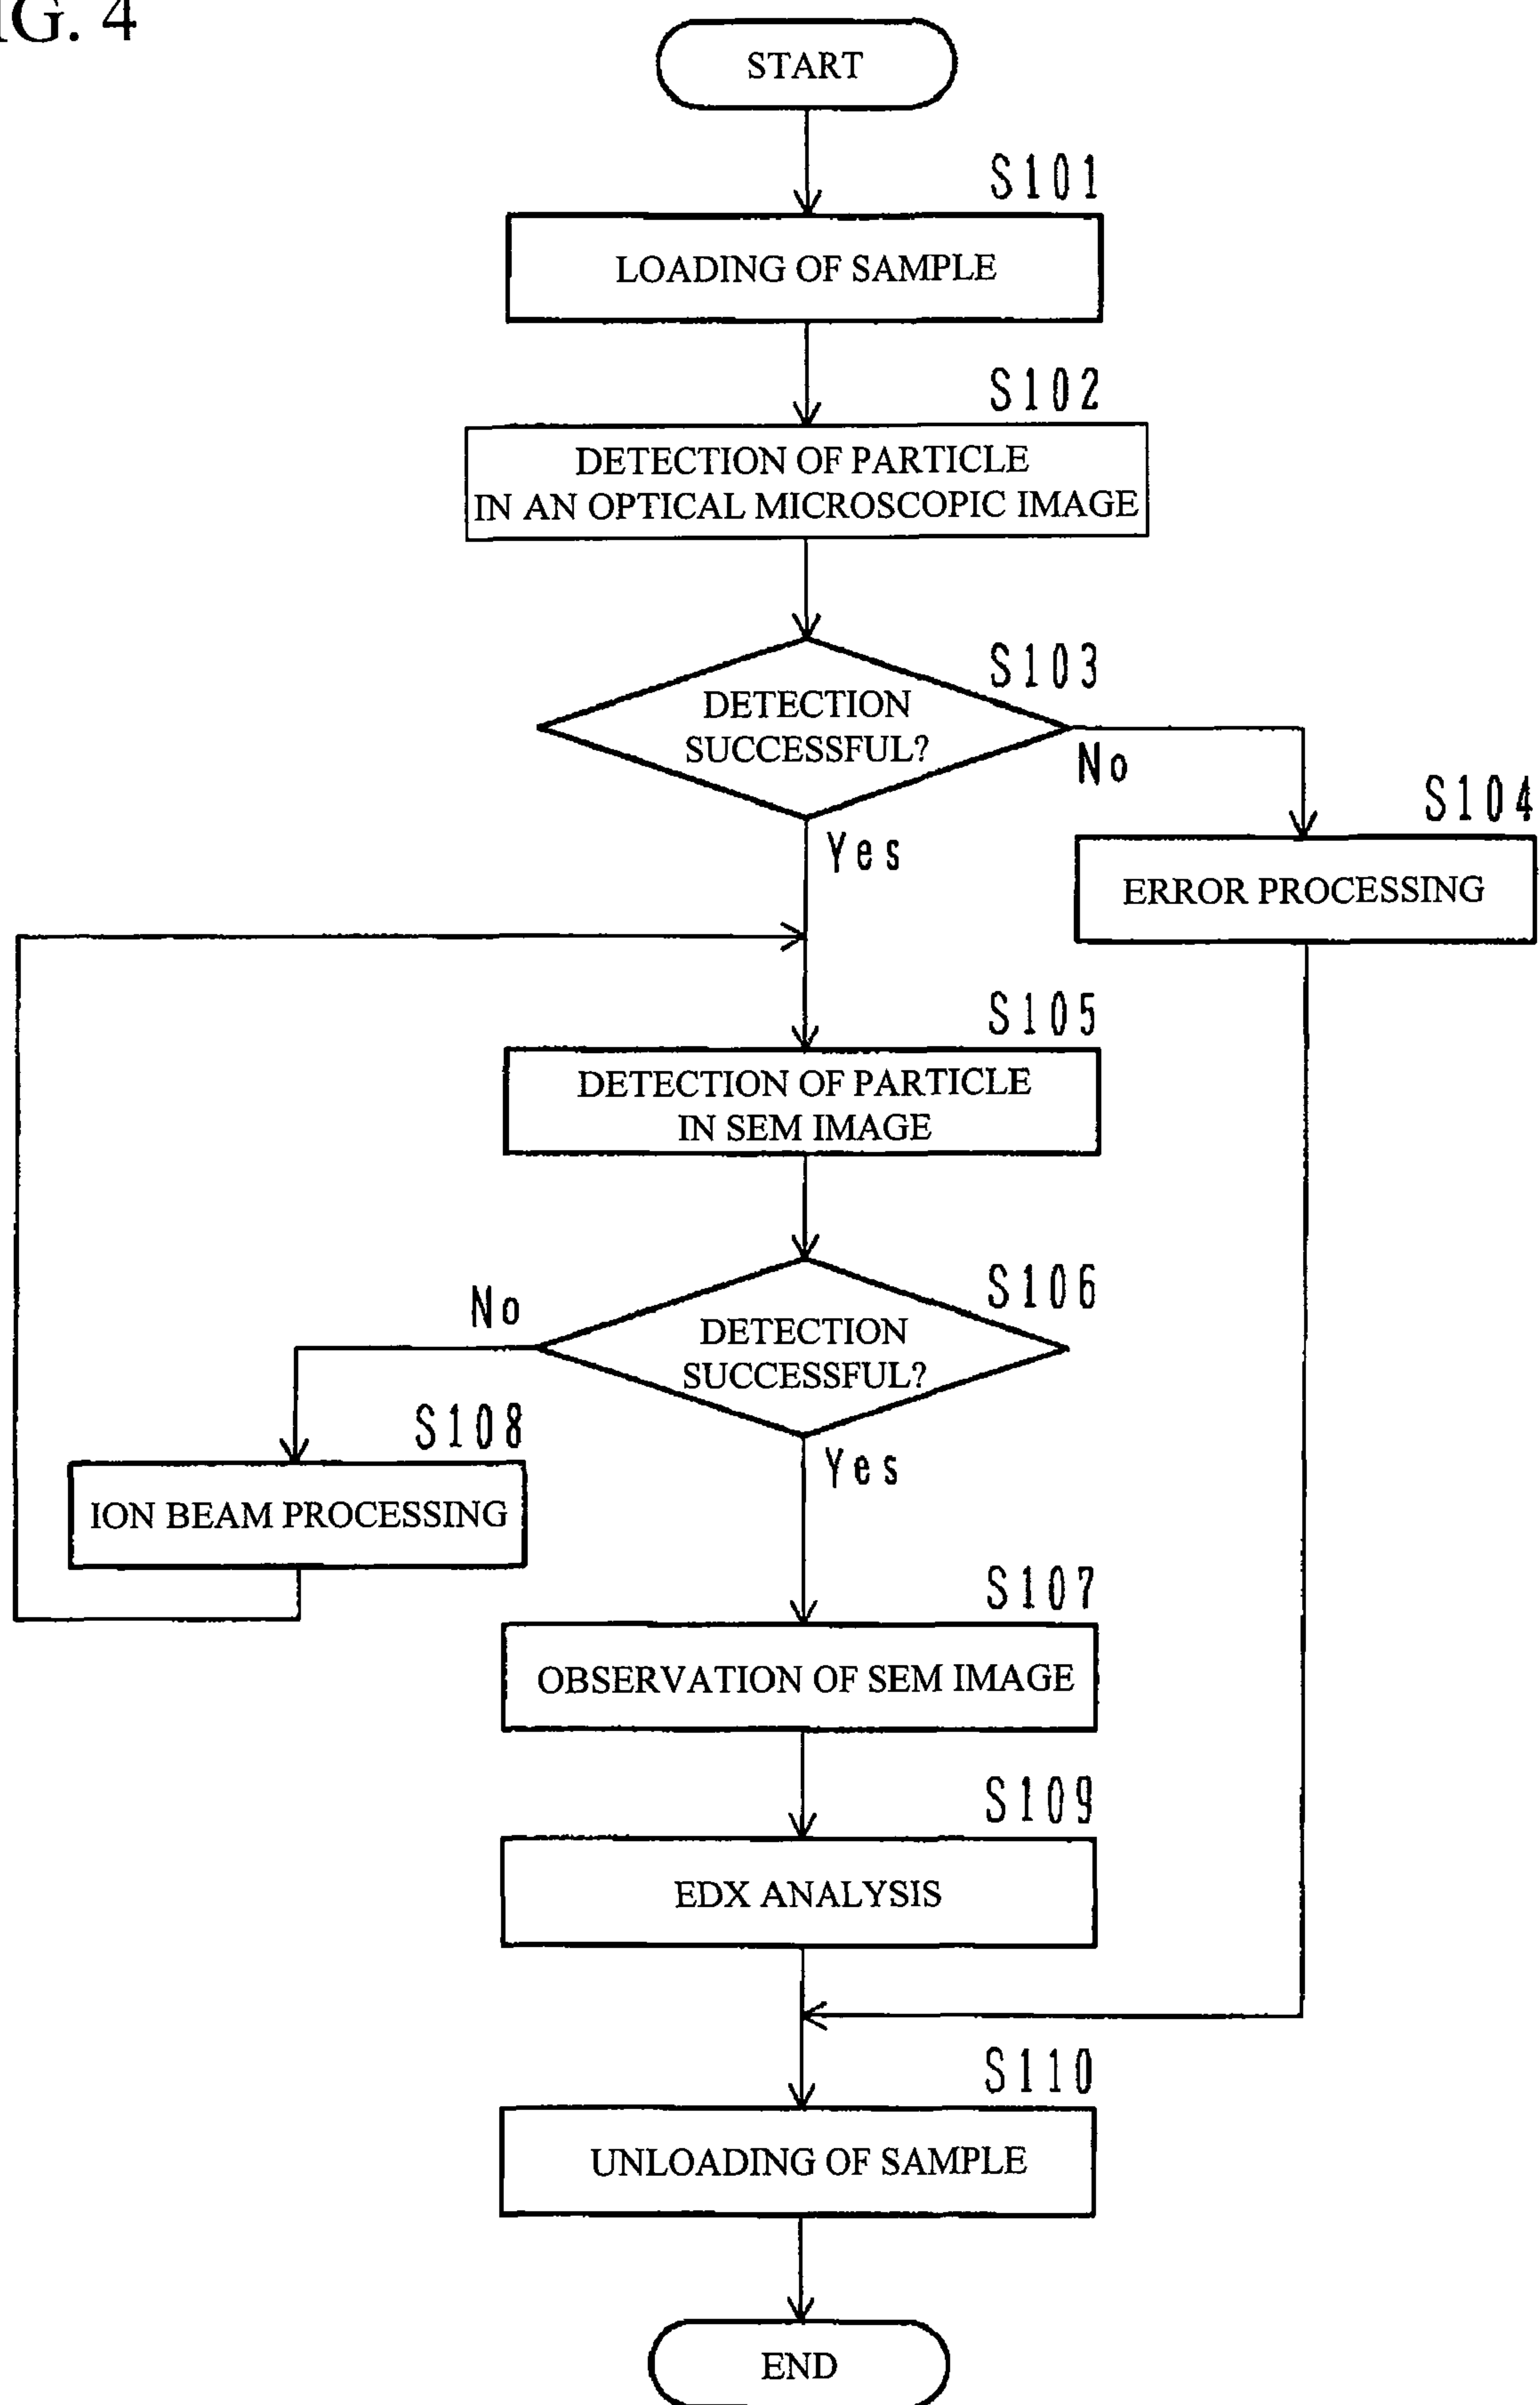 IG. 4
START
S101
LOADING OF SAMPLE
S102
DETECTION OF PARTICLE
IN AN OPTICAL MICROSCOPIC IMAGE
S103
DETECTION
SUCCESSFUL?
No
Yes
S104
ERROR PROCESSING
S105
DETECTION OF PARTICLE
IN SEM IMAGE
S106
DETECTION
SUCCESSFUL?
No
Yes
S108
ION BEAM PROCESSING
S107
OBSERVATION OF SEM IMAGE
S109
EDX ANALYSIS
S110
UNLOADING OF SAMPLE
END